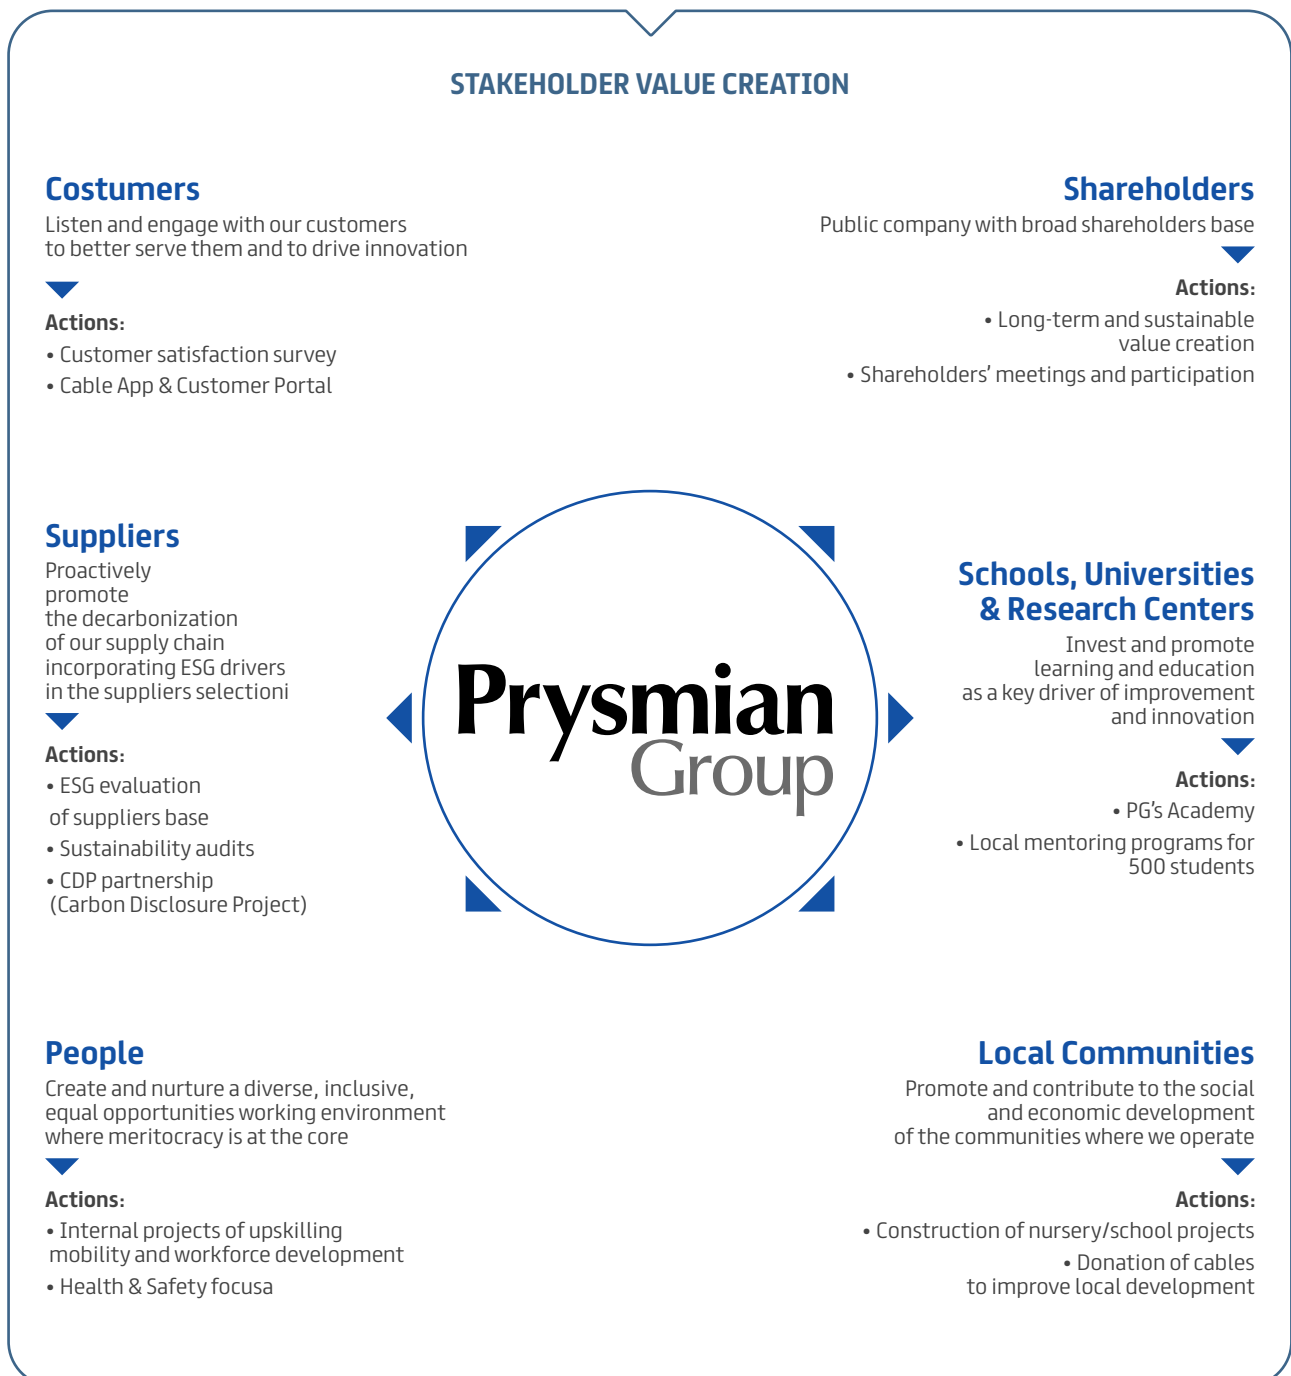 STAKEHOLDER VALUE CREATION
Costumers
Listen and engage with our customers
to better serve them and to drive innovation
Actions:
• Customer satisfaction survey
• Cable App & Customer Portal
Shareholders
Public company with broad shareholders base
Actions:
• Long-term and sustainable
value creation
• Shareholders’ meetings and participation
Suppliers
Proactively
promote
the decarbonization
of our supply chain
incorporating ESG drivers
in the suppliers selectioni
Actions:
• ESG evaluation
of suppliers base
• Sustainability audits
• CDP partnership
(Carbon Disclosure Project)
Prysmian
Group
Schools, Universities
& Research Centers
Invest and promote
learning and education
as a key driver of improvement
and innovation
Actions:
• PG’s Academy
• Local mentoring programs for
500 students
People
Create and nurture a diverse, inclusive,
equal opportunities working environment
where meritocracy is at the core
Actions:
• Internal projects of upskilling
mobility and workforce development
• Health & Safety focusa
Local Communities
Promote and contribute to the social
and economic development
of the communities where we operate
Actions:
• Construction of nursery/school projects
• Donation of cables
to improve local development